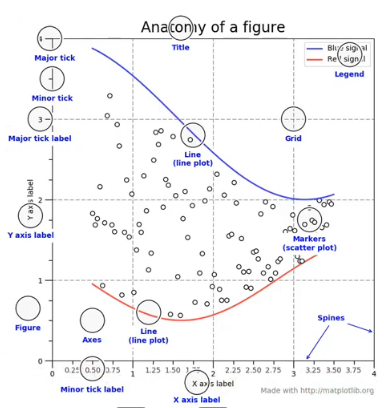 Anatomy of a figure
Title
Blue signal
Red signal
Legend
4
Major tick
Minor tick
3
Major tick label
Grid
Line
(line plot)
2
Y axis label
Y axis label
Markers
(scatter plot)
1
Figure
Axes
Line
(line plot)
Spines
0
0 0.25 0.50 0.75 1 1.25 1.50 1.75 2 2.25 2.50 2.75 3 3.25 3.50 3.75 4
Minor tick label
X axis label
X axis label
Made with http://matplotlib.org